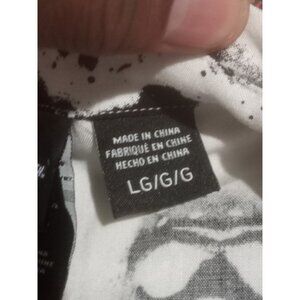 MADE IN CHINA
FABRIQUÉ EN CHINE
HECHO EN CHINA
LG/G/G